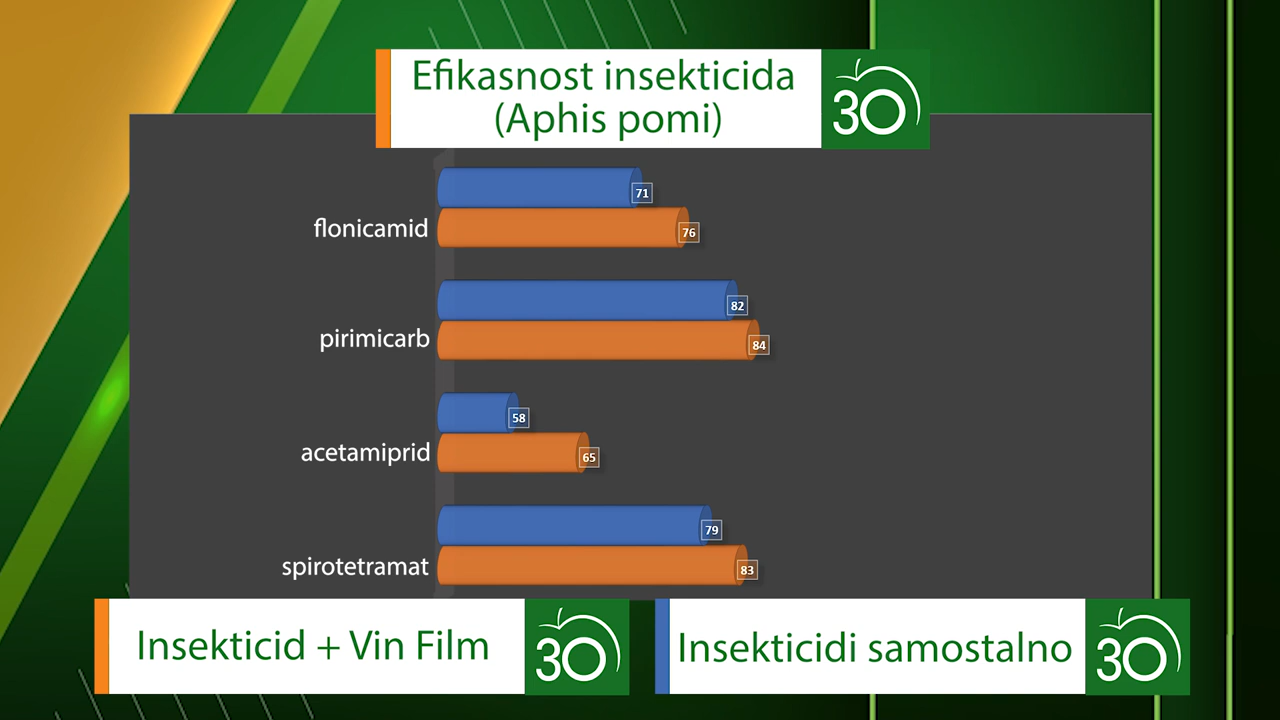 Efikasnost insekticida
(Aphis pomi)
30
71
flonicamid
76
82
pirimicarb
84
58
acetamiprid
65
79
spirotetramat
83
Insekticid + Vin Film
30
Insekticidi samostalno
30